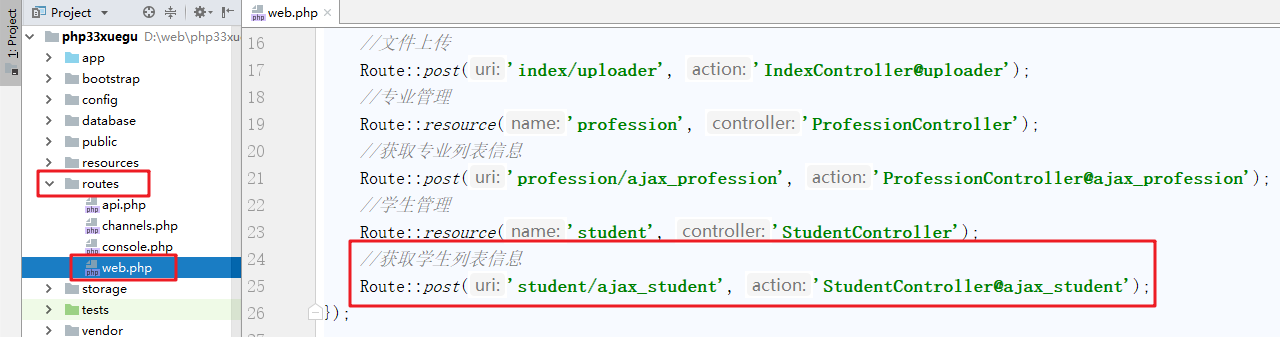 1: Project
Project
php33xuegu D:\web\php33xue
app
bootstrap
config
database
public
resources
routes
api.php
channels.php
console.php
web.php
storage
tests
vendor
web.php
16 //文件上传
17 Route::post( uri: 'index/uploader', action: 'IndexController@uploader');
18 //专业管理
19 Route::resource( name: 'profession', controller: 'ProfessionController');
20 //获取专业列表信息
21 Route::post( uri: 'profession/ajax_profession', action: 'ProfessionController@ajax_profession');
22 //学生管理
23 Route::resource( name: 'student', controller: 'StudentController');
24 //获取学生列表信息
25 Route::post( uri: 'student/ajax_student', action: 'StudentController@ajax_student');
26 });